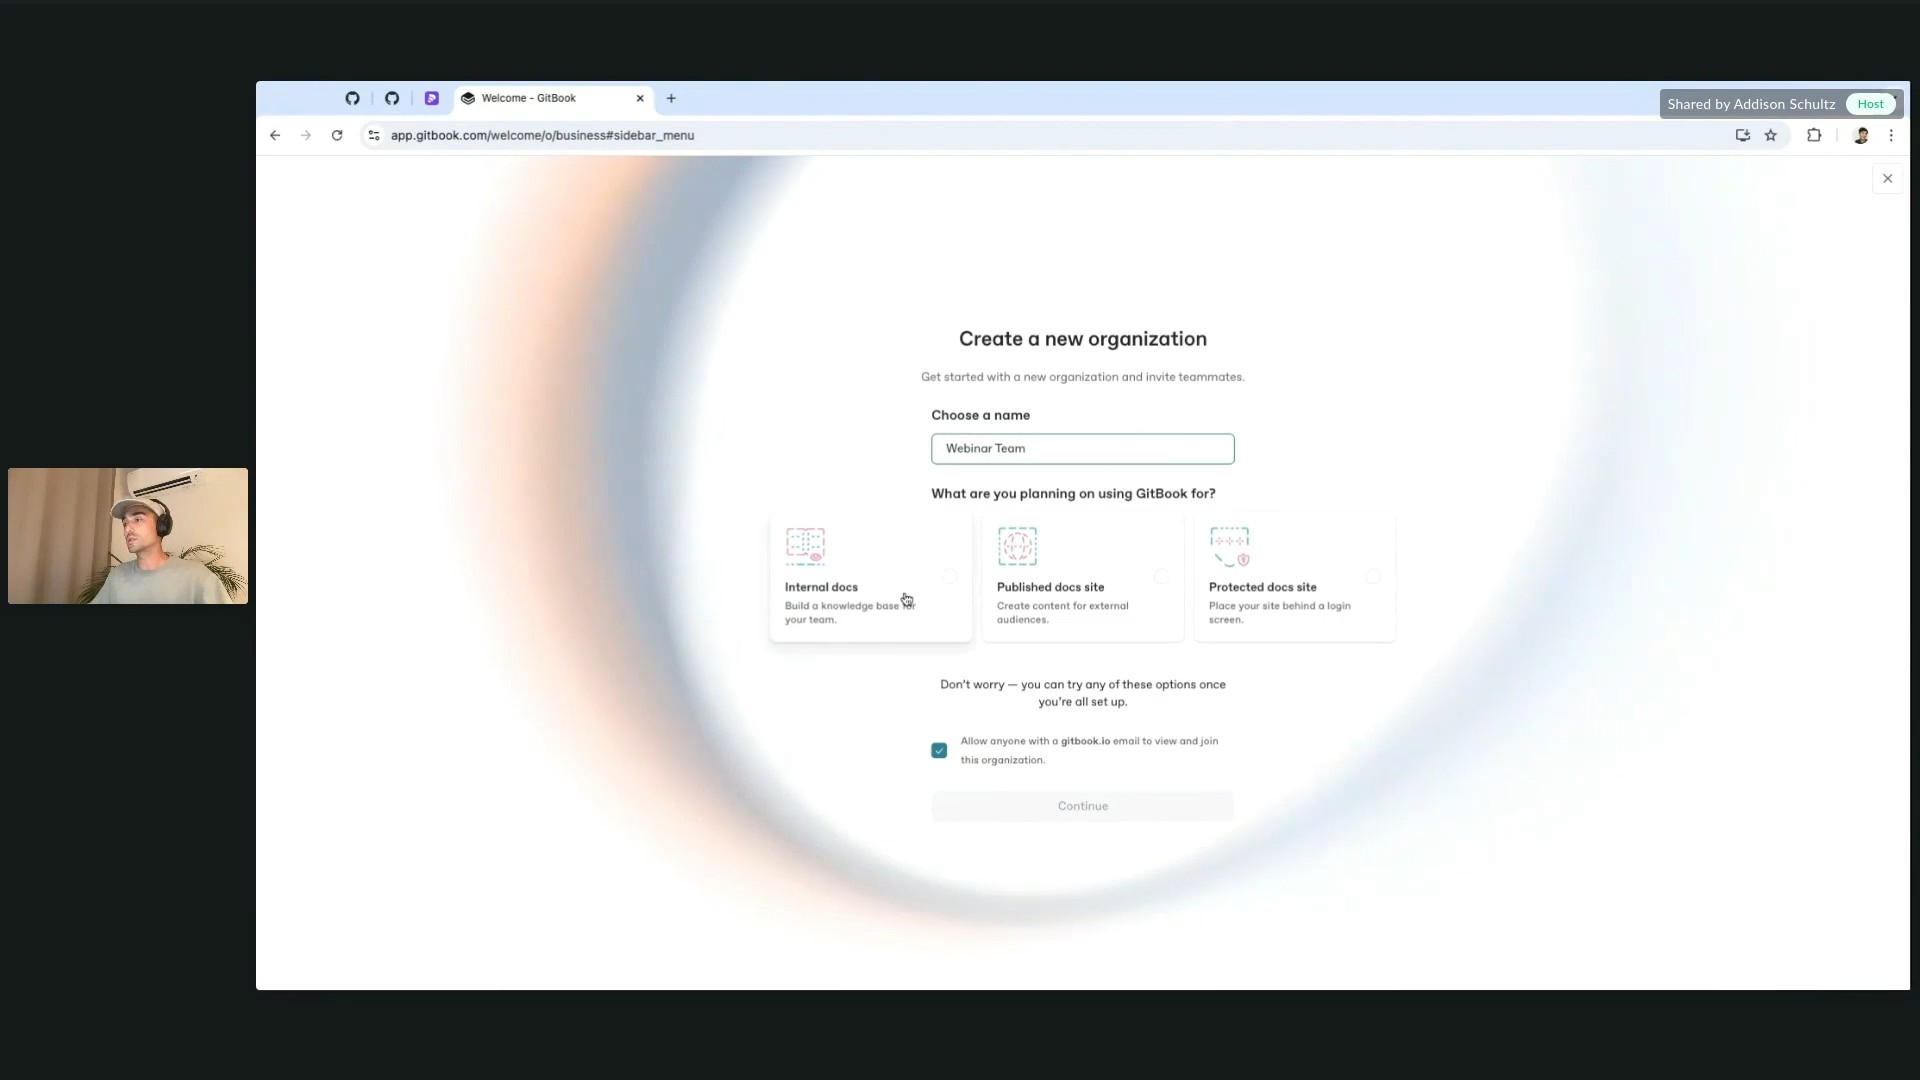 Welcome - GitBook
Shared by Addison Schultz
Host
app.gitbook.com/welcome/o/business#sidebar_menu
Create a new organization
Get started with a new organization and invite teammates.
Choose a name
Webinar Team
What are you planning on using GitBook for?
Internal docs
Build a knowledge base for
your team.
Published docs site
Create content for external
audiences.
Protected docs site
Place your site behind a login
screen.
Don't worry — you can try any of these options once
you're all set up.
Allow anyone with a gitbook.io email to view and join
this organization.
Continue